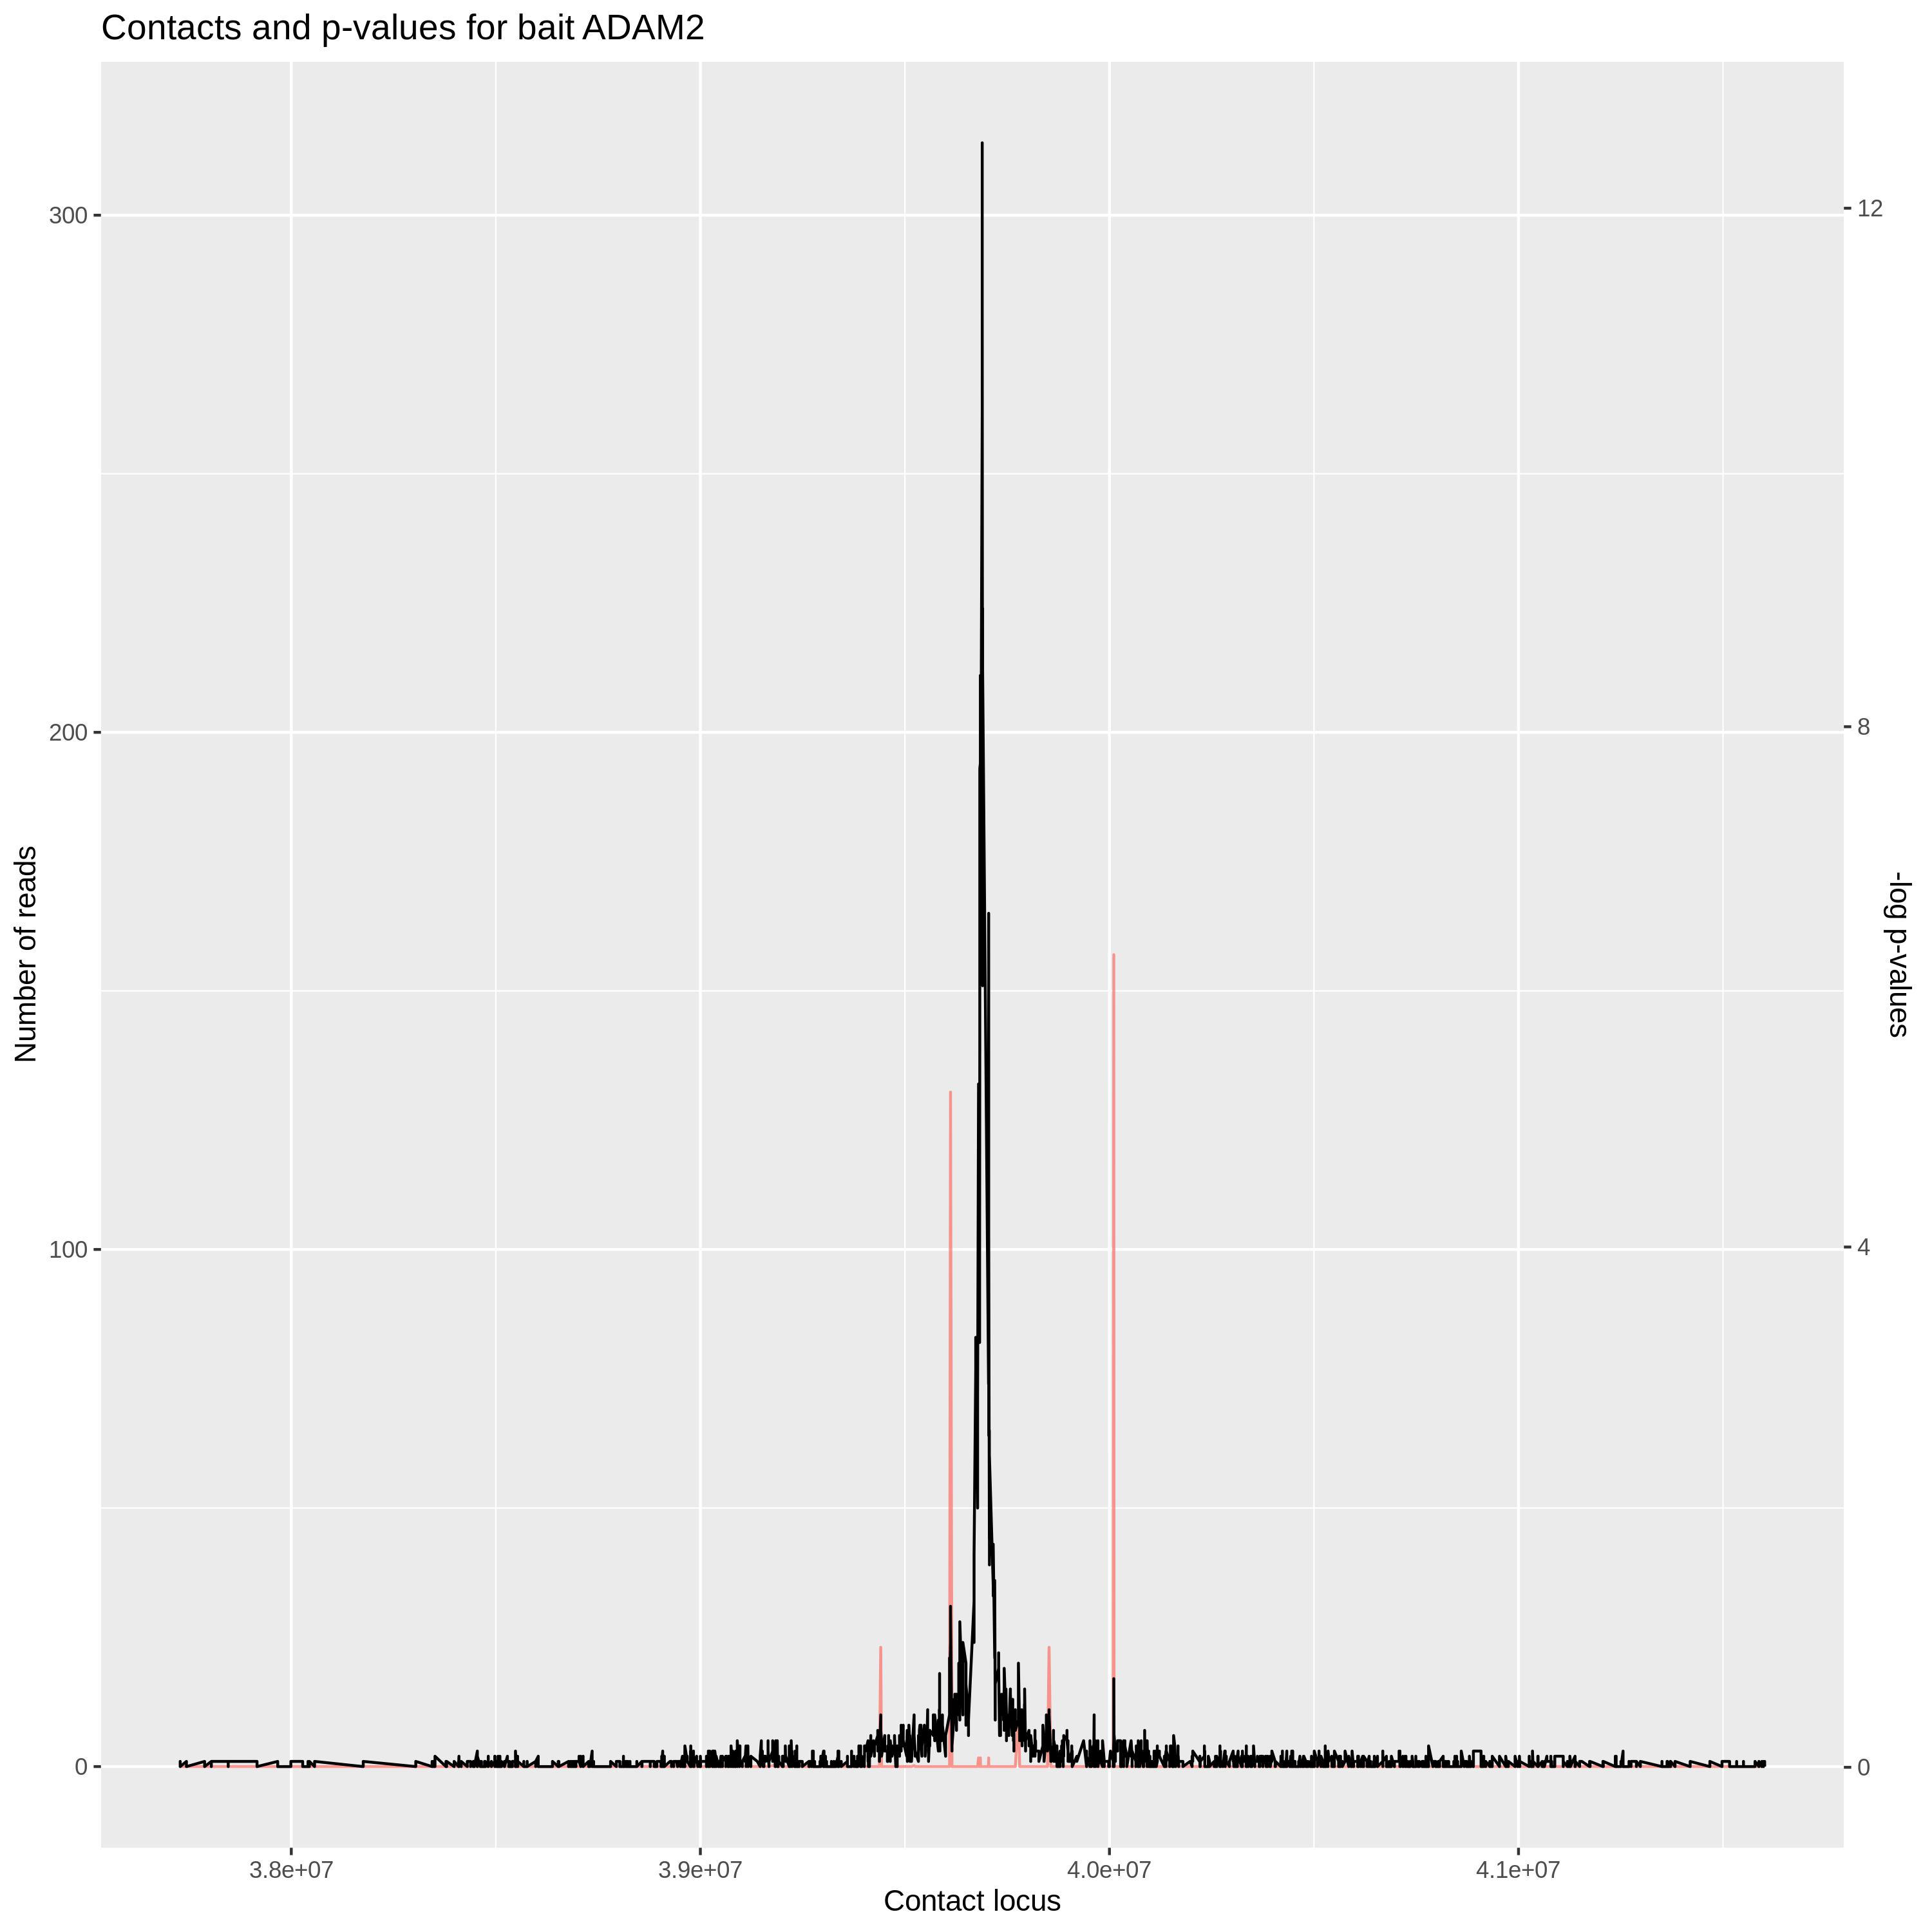 Contacts and p-values for bait ADAM2
300
200
100
0
Number of reads
12
8
4
0
-log p-values
3.8e+07
3.9e+07
4.0e+07
4.1e+07
Contact locus